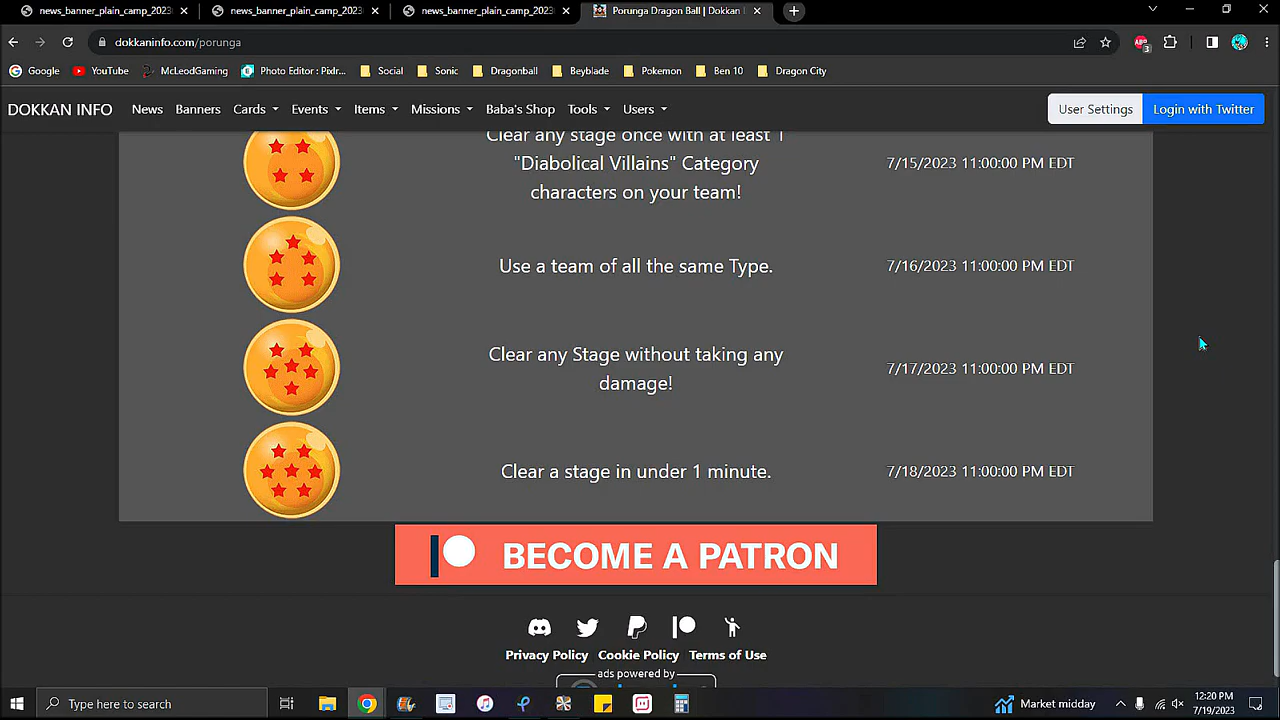 news_banner_plain_camp_2023
news_banner_plain_camp_2023
news_banner_plain_camp_2023
Porunga Dragon Ball | Dokkan
dokkaninfo.com/porunga
3
Google YouTube McLeodGaming Photo Editor : Pixlr... Social Sonic Dragonball Beyblade Pokemon Ben 10 Dragon City
DOKKAN INFO News Banners Cards Events Items Missions Baba's Shop Tools Users User Settings Login with Twitter
Clear any stage once with at least 1
"Diabolical Villains" Category
characters on your team!
7/15/2023 11:00:00 PM EDT
Use a team of all the same Type.
7/16/2023 11:00:00 PM EDT
Clear any Stage without taking any
damage!
7/17/2023 11:00:00 PM EDT
Clear a stage in under 1 minute.
7/18/2023 11:00:00 PM EDT
BECOME A PATRON
Privacy Policy Cookie Policy Terms of Use
ads powered by
Type here to search
Market midday
12:20 PM
7/19/2023